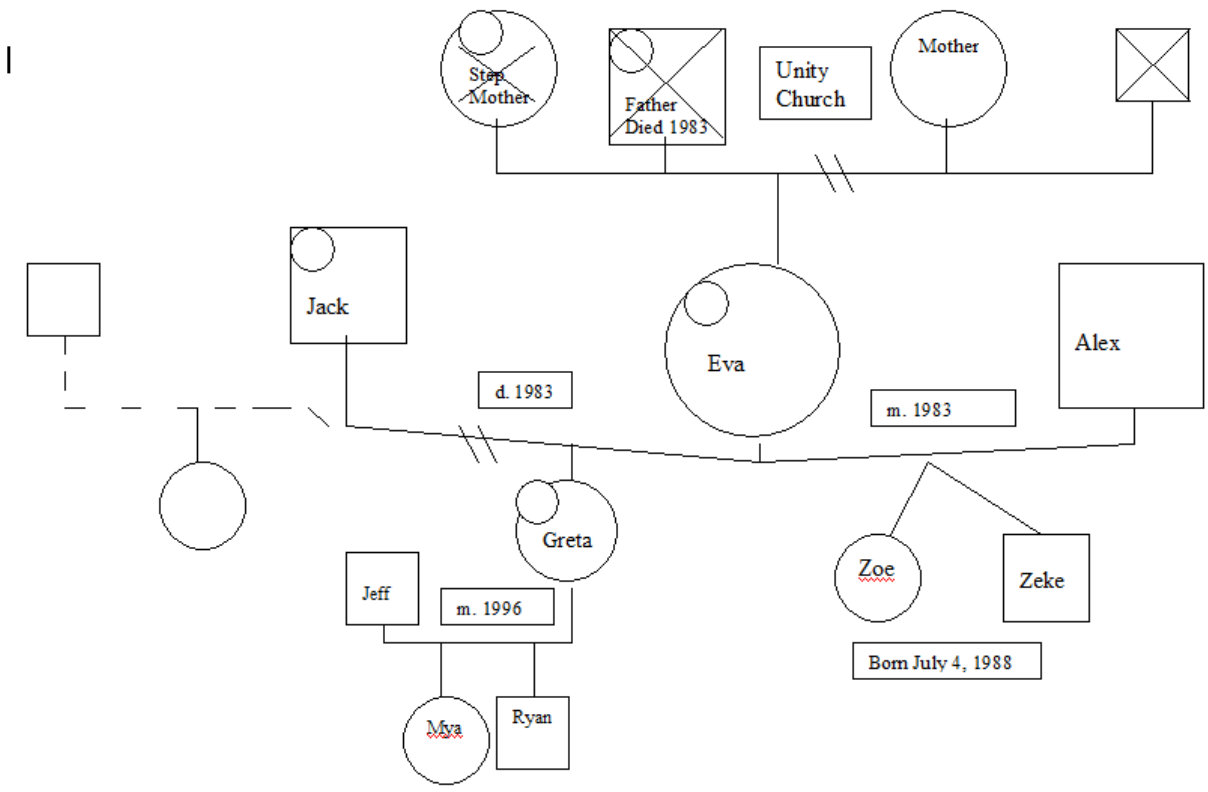 Step
Mother
Father
Died 1983
Unity
Church
Mother
Jack
Eva
Alex
d. 1983
m. 1983
Greta
Zoe
Zeke
Jeff
m. 1996
Born July 4, 1988
Mya
Ryan